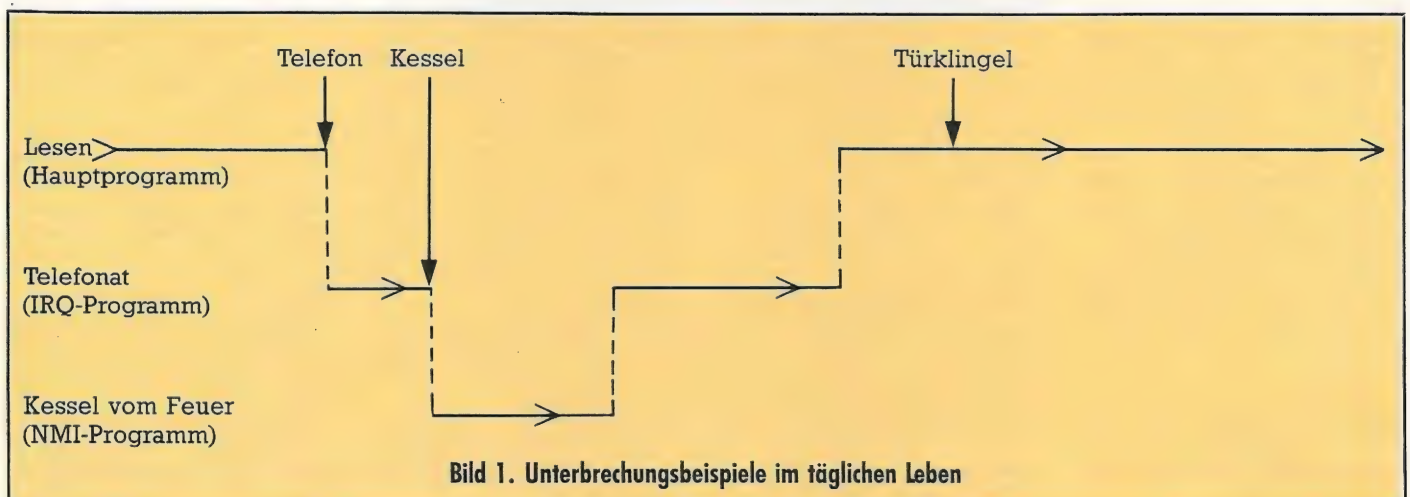 Telefon Kessel Türklingel
Lesen
(Hauptprogramm)
Telefonat
(IRQ-Programm)
Kessel vom Feuer
(NMI-Programm)
Bild 1. Unterbrechungsbeispiele im täglichen Leben